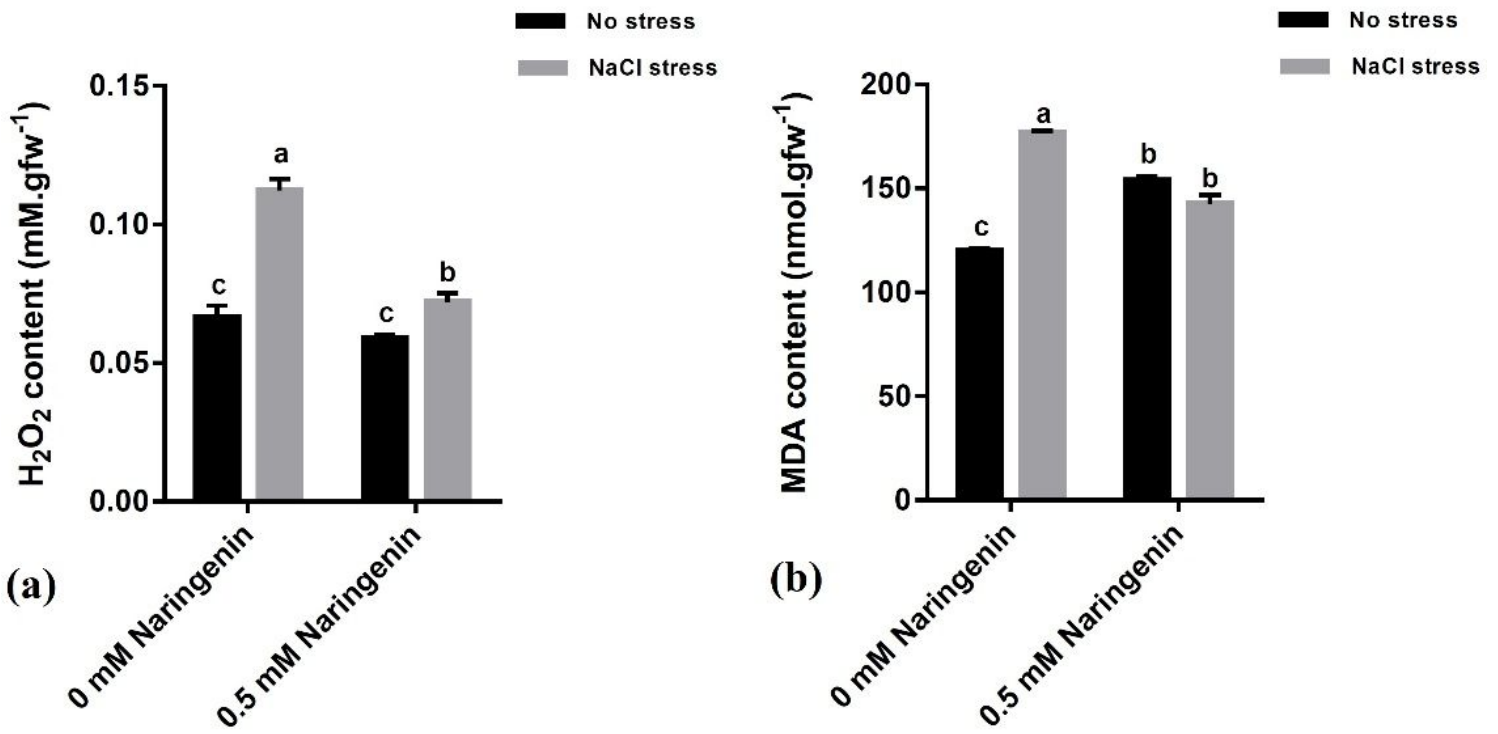 No stress
NaCl stress
H₂O₂ content (mM.gfw⁻¹)
0.15
0.10
0.05
0.00
c
a
c
b
0 mM Naringenin
0.5 mM Naringenin
(a)
No stress
NaCl stress
MDA content (nmol.gfw⁻¹)
200
150
100
50
0
c
a
b
b
0 mM Naringenin
0.5 mM Naringenin
(b)